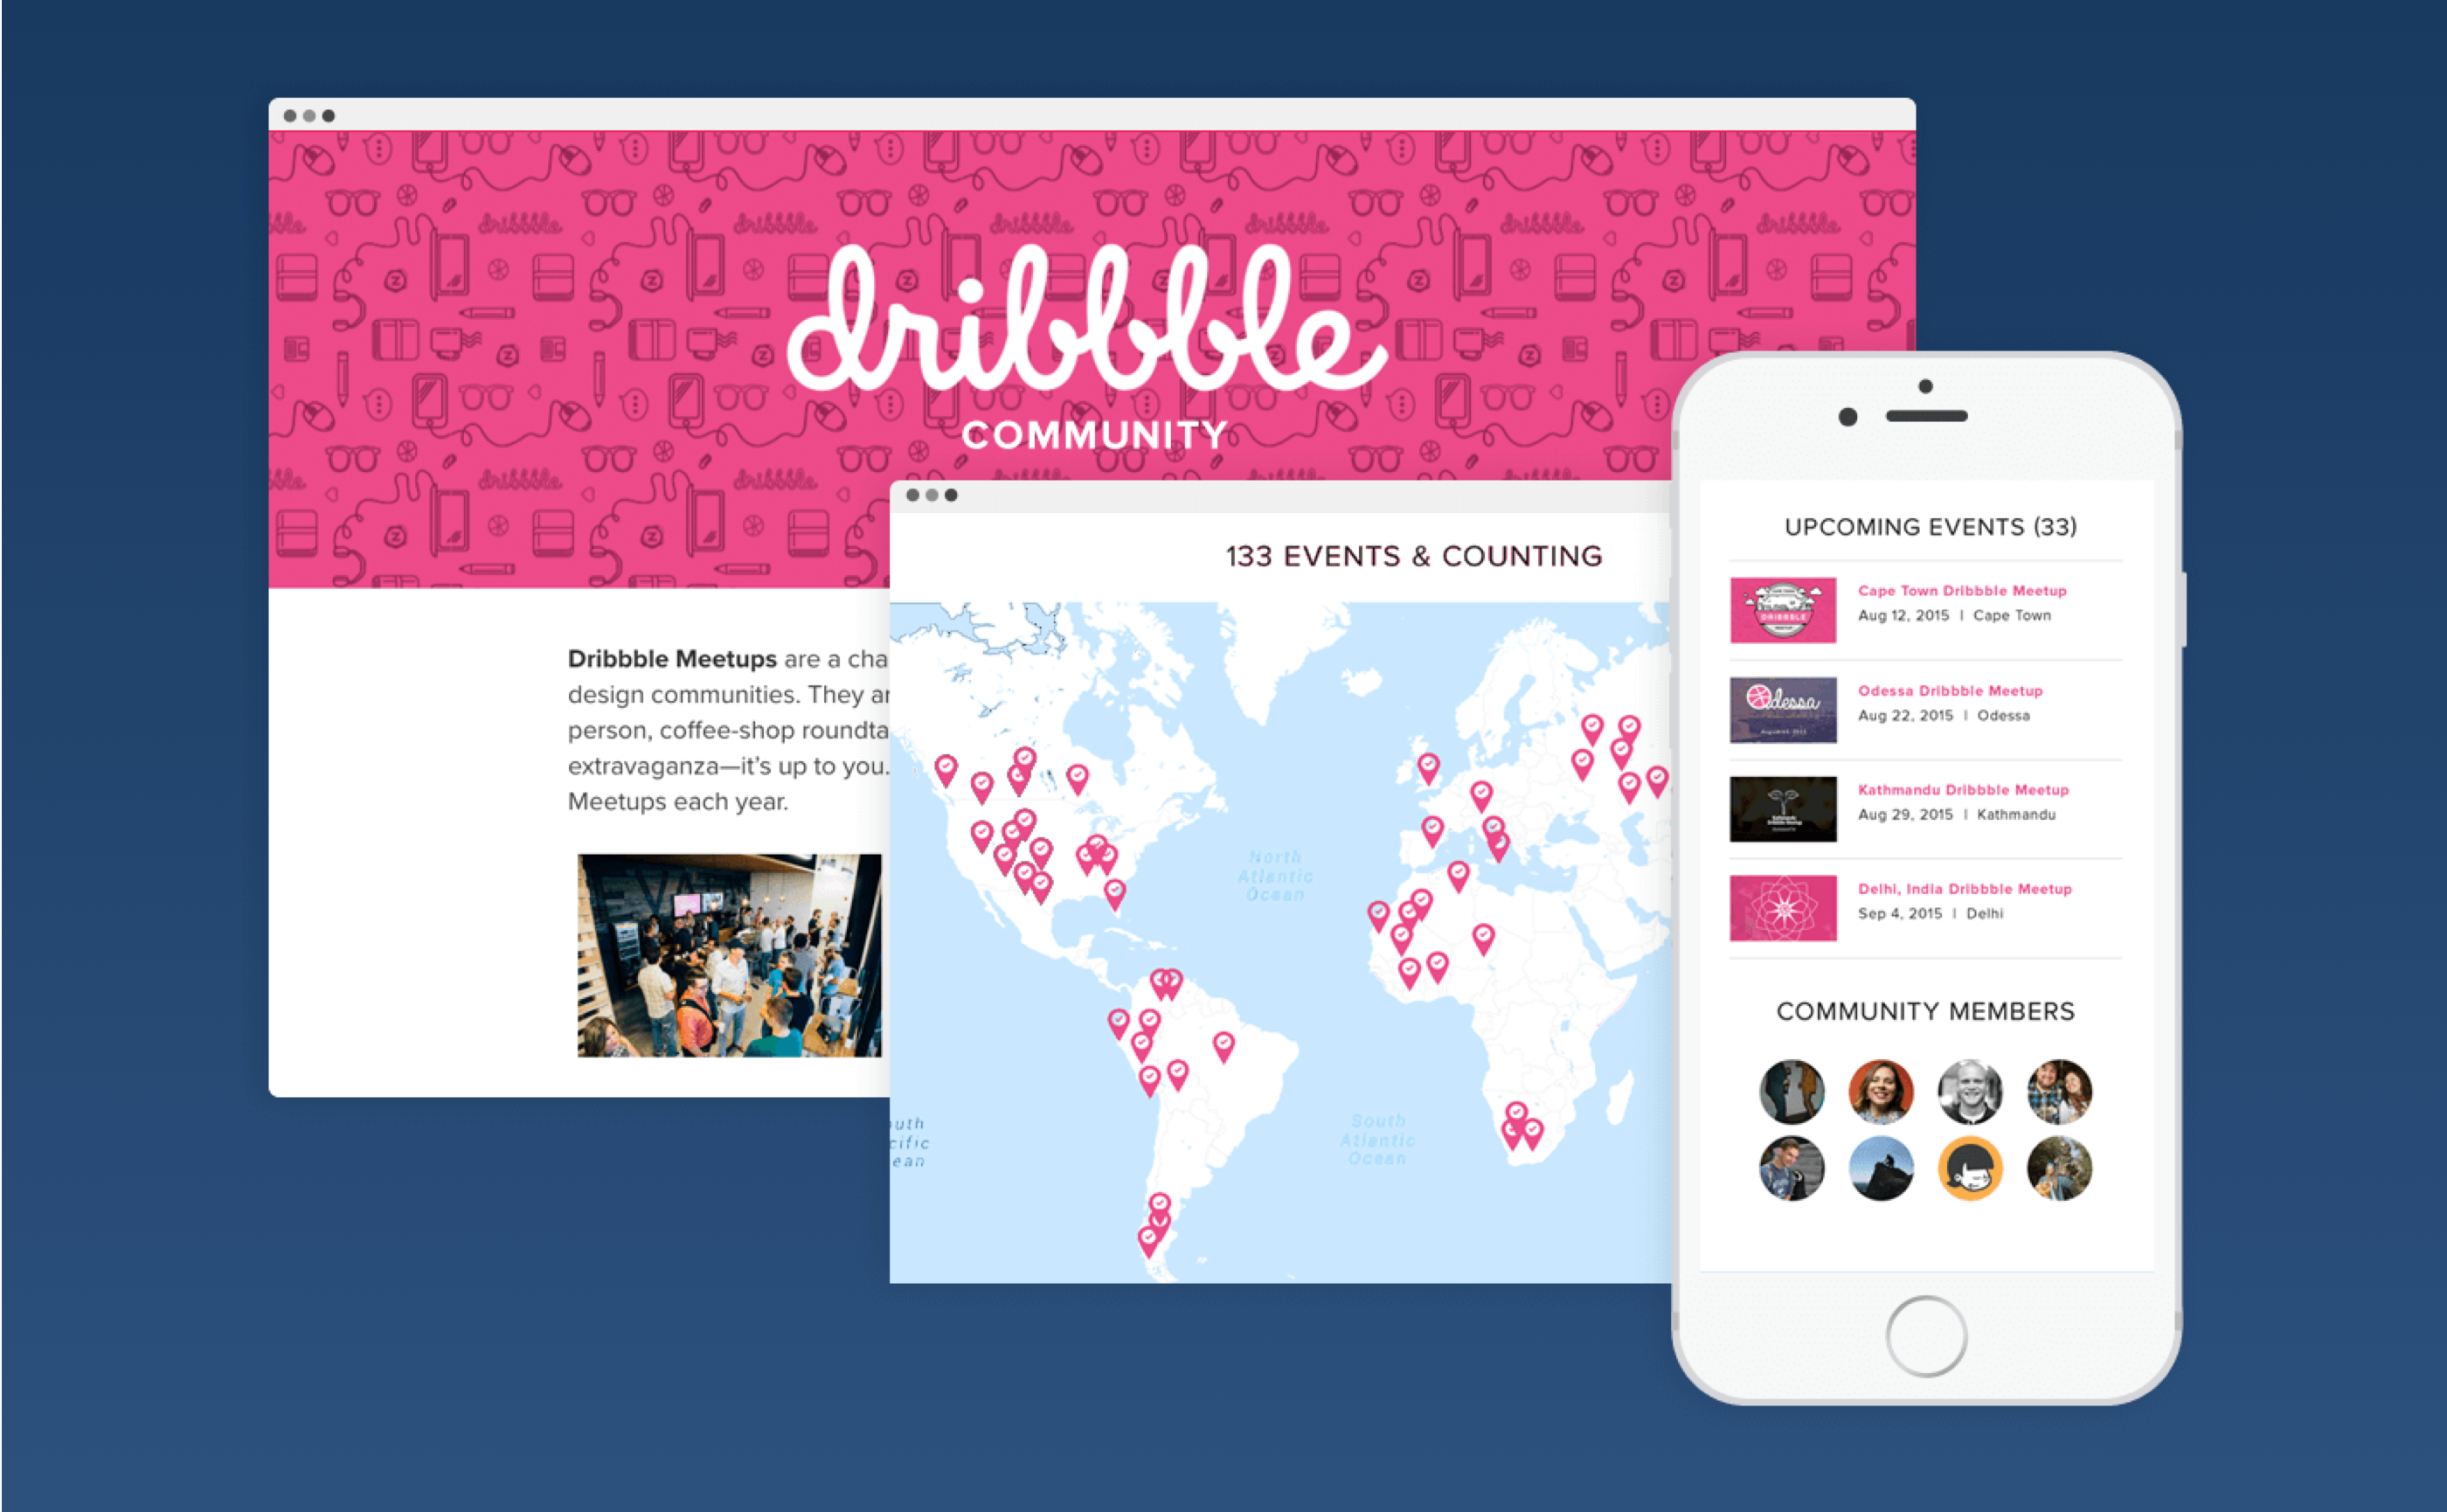 dribbble
COMMUNITY
Dribbble Meetups are a cha
design communities. They ar
person, coffee-shop roundta
extravaganza—it's up to you.
Meetups each year.
133 EVENTS & COUNTING
North
Atlantic
Ocean
South
Atlantic
Ocean
uth
cific
ean
UPCOMING EVENTS (33)
DRIBBBLE
Cape Town Dribbble Meetup
Aug 12, 2015 | Cape Town
Odessa
Odessa Dribbble Meetup
Aug 22, 2015 | Odessa
Kathmandu Dribbble Meetup
Aug 29, 2015 | Kathmandu
Delhi, India Dribbble Meetup
Sep 4, 2015 | Delhi
COMMUNITY MEMBERS